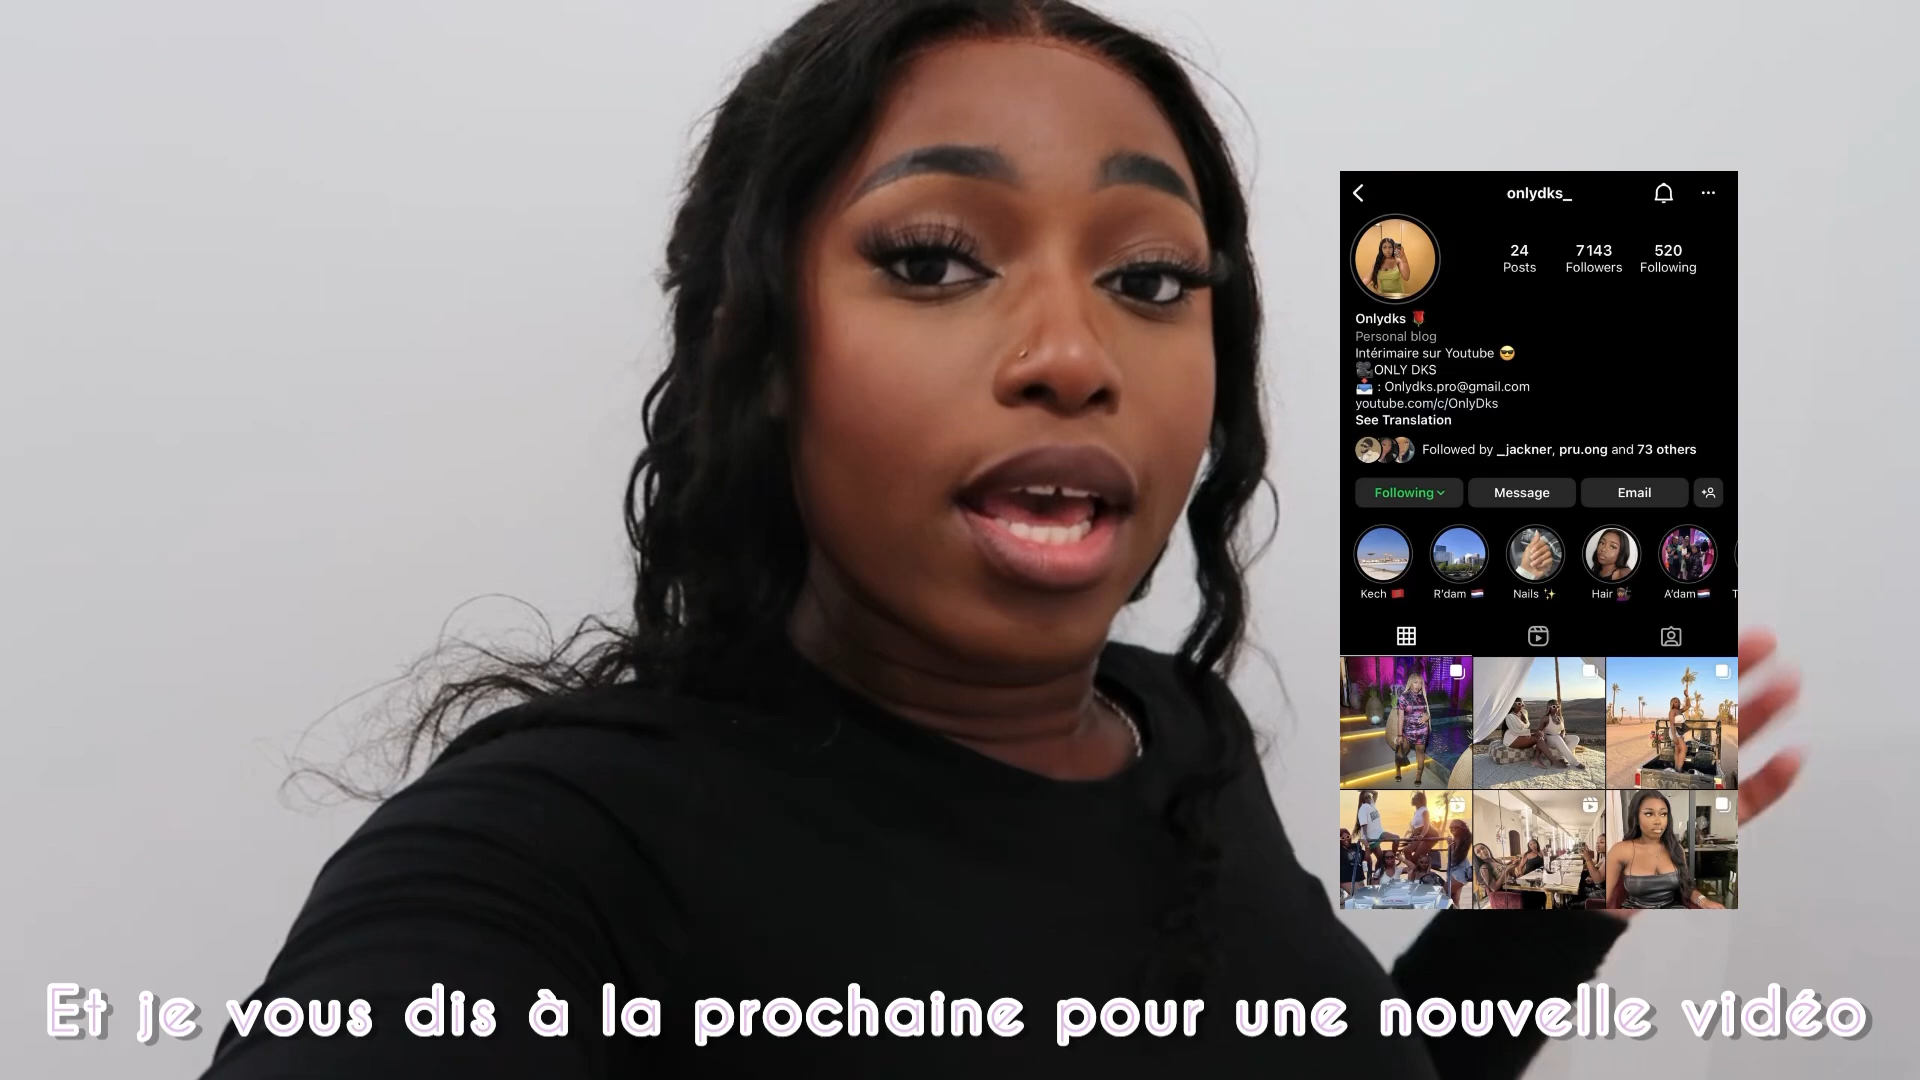 onlydks_
24 7143 520
Posts Followers Following
Onlydks
Personal blog
Intérimaire sur Youtube
ONLY DKS
: Onlydks.pro@gmail.com
youtube.com/c/OnlyDks
See Translation
Followed by _jackner, pru.ong and 73 others
Following Message Email
Kech R'dam Nails Hair A'dam T
Et je vous dis à la prochaine pour une nouvelle vidéo